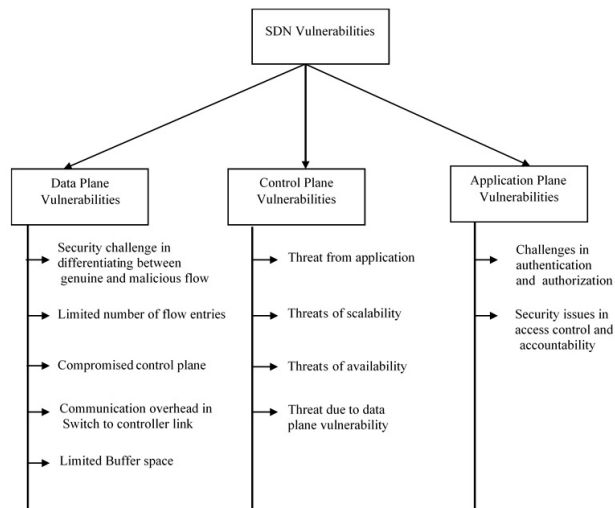 SDN Vulnerabilities
Data Plane
Vulnerabilities
Security challenge in
differentiating between
genuine and malicious flow
Limited number of flow entries
Compromised control plane
Communication overhead in
Switch to controller link
Limited Buffer space
Control Plane
Vulnerabilities
Threat from application
Threats of scalability
Threats of availability
Threat due to data
plane vulnerability
Application Plane
Vulnerabilities
Challenges in
authentication
and authorization
Security issues in
access control and
accountability